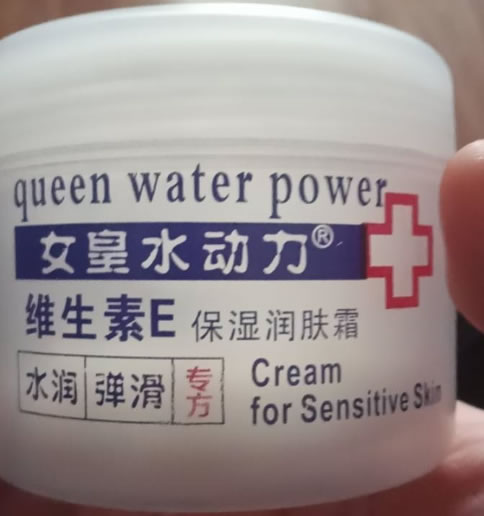 queen water power
女皇水动力®
维生素E 保湿润肤霜
水润 弹滑 专方
Cream
for Sensitive Skin